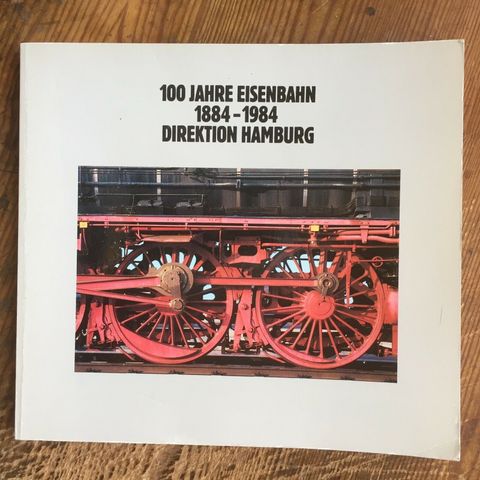 100 JAHRE EISENBAHN
1884-1984
DIREKTION HAMBURG